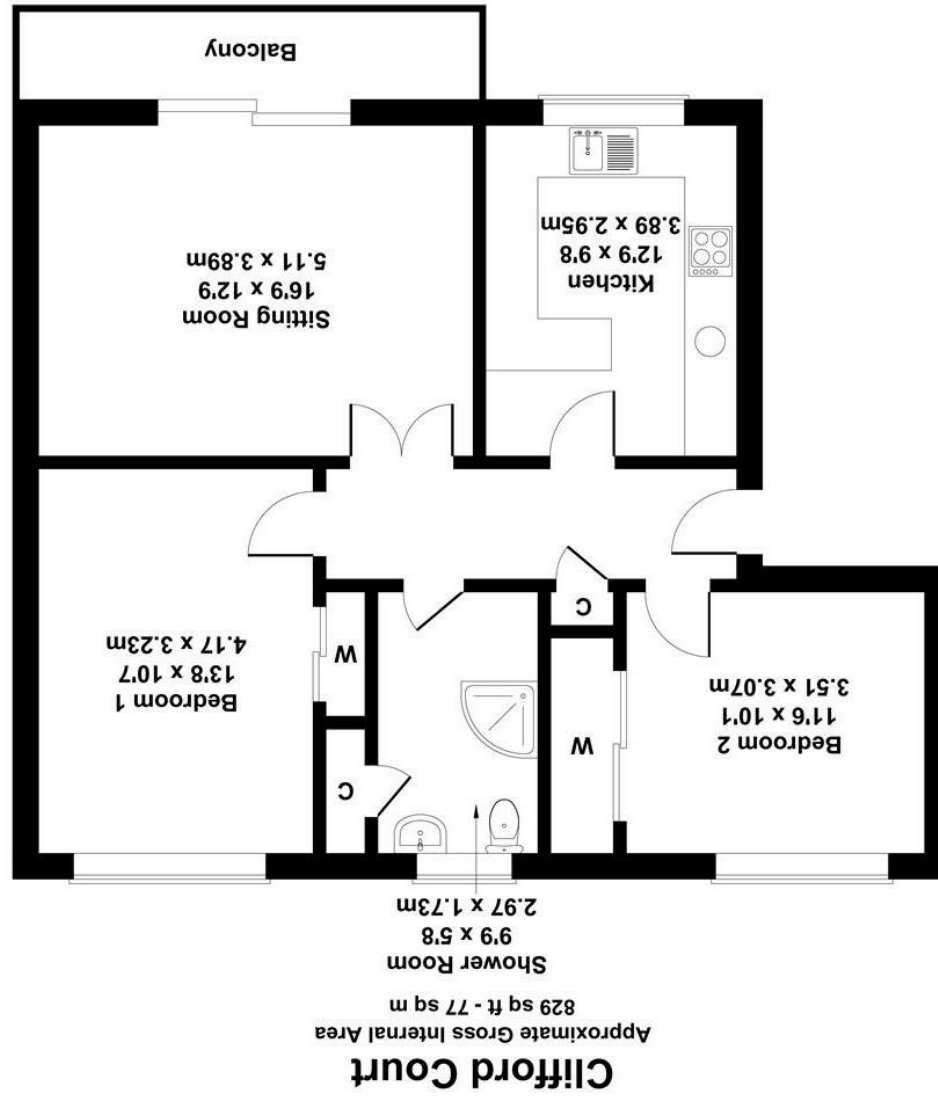 Clifford Court
Approximate Gross Internal Area
829 sq ft - 77 sq m
Shower Room
9'9 x 5'8
2.97 x 1.73m
Bedroom 2
11'6 x 10'1
3.51 x 3.07m
W
C
C
W
Bedroom 1
13'8 x 10'7
4.17 x 3.23m
Kitchen
12'9 x 9'8
3.89 x 2.95m
Sitting Room
16'9 x 12'9
5.11 x 3.89m
Balcony